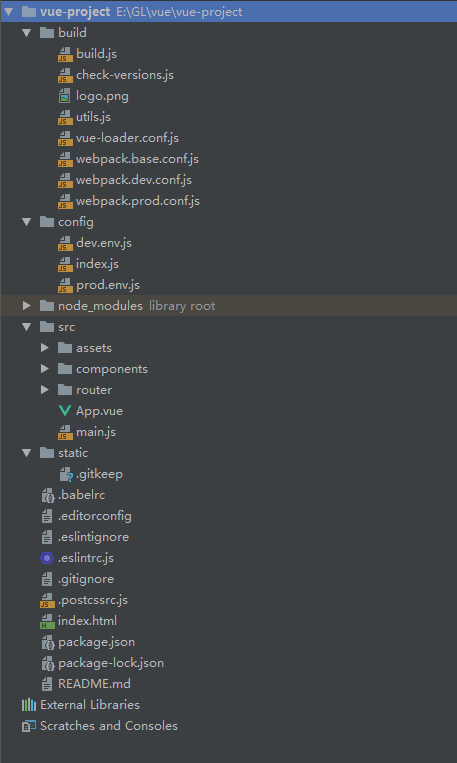 vue-project E:\GL\vue\vue-project
build
build.js
check-versions.js
logo.png
utils.js
vue-loader.conf.js
webpack.base.conf.js
webpack.dev.conf.js
webpack.prod.conf.js
config
dev.env.js
index.js
prod.env.js
node_modules library root
src
assets
components
router
App.vue
main.js
static
.gitkeep
.babelrc
.editorconfig
.eslintignore
.eslintrc.js
.gitignore
.postcssrc.js
index.html
package.json
package-lock.json
README.md
External Libraries
Scratches and Consoles